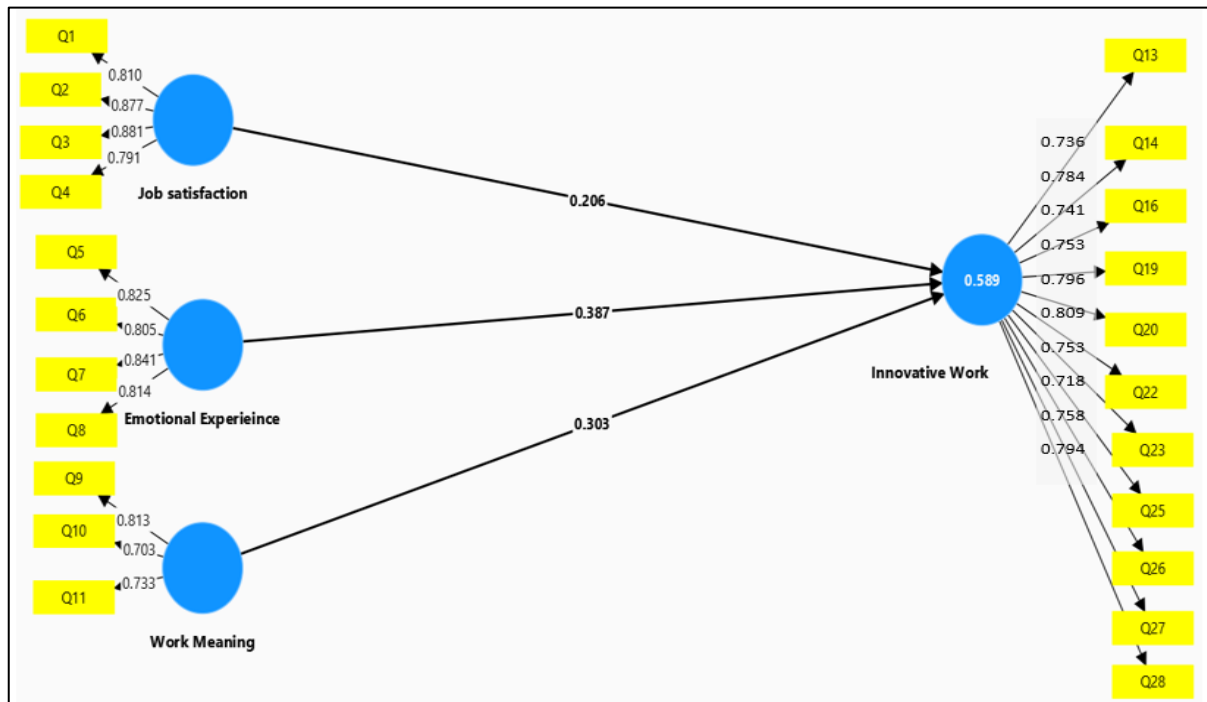 Q1
0.810
Q2
0.877
Q3
0.881
0.791
Q4
Job satisfaction
Q5
0.825
Q6
0.805
Q7
0.841
0.814
Q8
Emotional Experieince
Q9
0.813
Q10
0.703
0.733
Q11
Work Meaning
0.206
0.387
0.303
0.589
Innovative Work
0.736
0.784
0.741
0.753
0.796
0.809
0.753
0.718
0.758
0.794
Q13
Q14
Q16
Q19
Q20
Q22
Q23
Q25
Q26
Q27
Q28